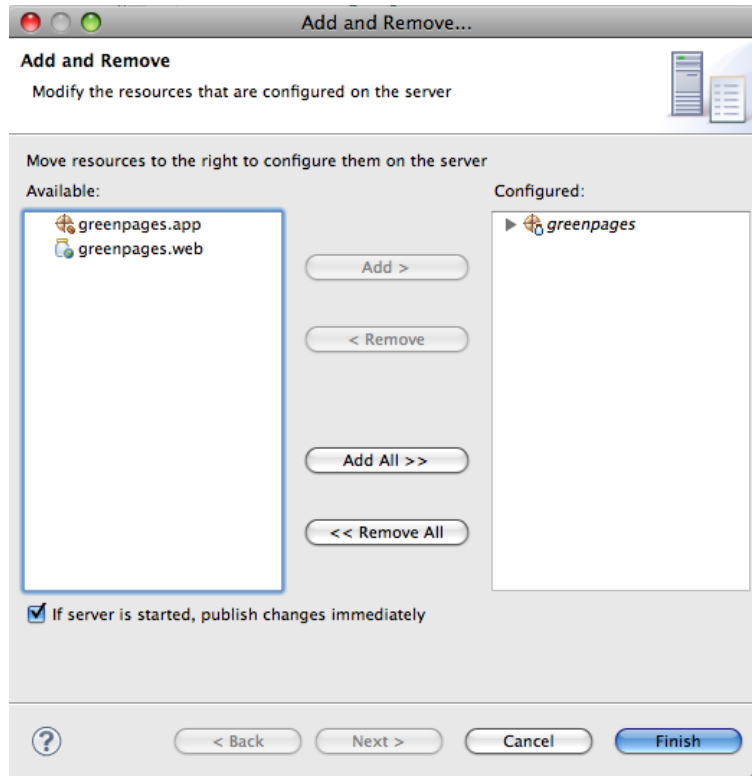 Add and Remove...
Add and Remove
Modify the resources that are configured on the server
Move resources to the right to configure them on the server
Available:
Configured:
greenpages.app
greenpages.web
greenpages
Add >
< Remove
Add All >>
<< Remove All
If server is started, publish changes immediately
?
< Back
Next >
Cancel
Finish